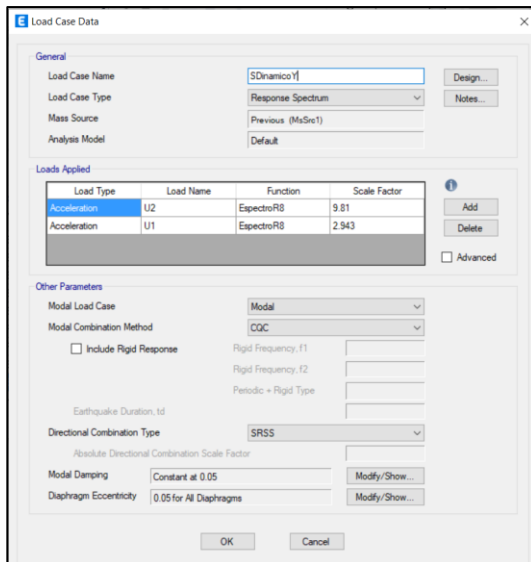 E Load Case Data
General
Load Case Name SDinamicoY Design...
Load Case Type Response Spectrum Notes...
Mass Source Previous (MsSrc1)
Analysis Model Default
Loads Applied
Load Type Load Name Function Scale Factor
Acceleration U2 EspectroR8 9.81 Add
Acceleration U1 EspectroR8 2.943 Delete
Advanced
Other Parameters
Modal Load Case Modal
Modal Combination Method CQC
Include Rigid Response Rigid Frequency, f1
Rigid Frequency, f2
Periodic + Rigid Type
Earthquake Duration, td
Directional Combination Type SRSS
Absolute Directional Combination Scale Factor
Modal Damping Constant at 0.05 Modify/Show...
Diaphragm Eccentricity 0.05 for All Diaphragms Modify/Show...
OK Cancel